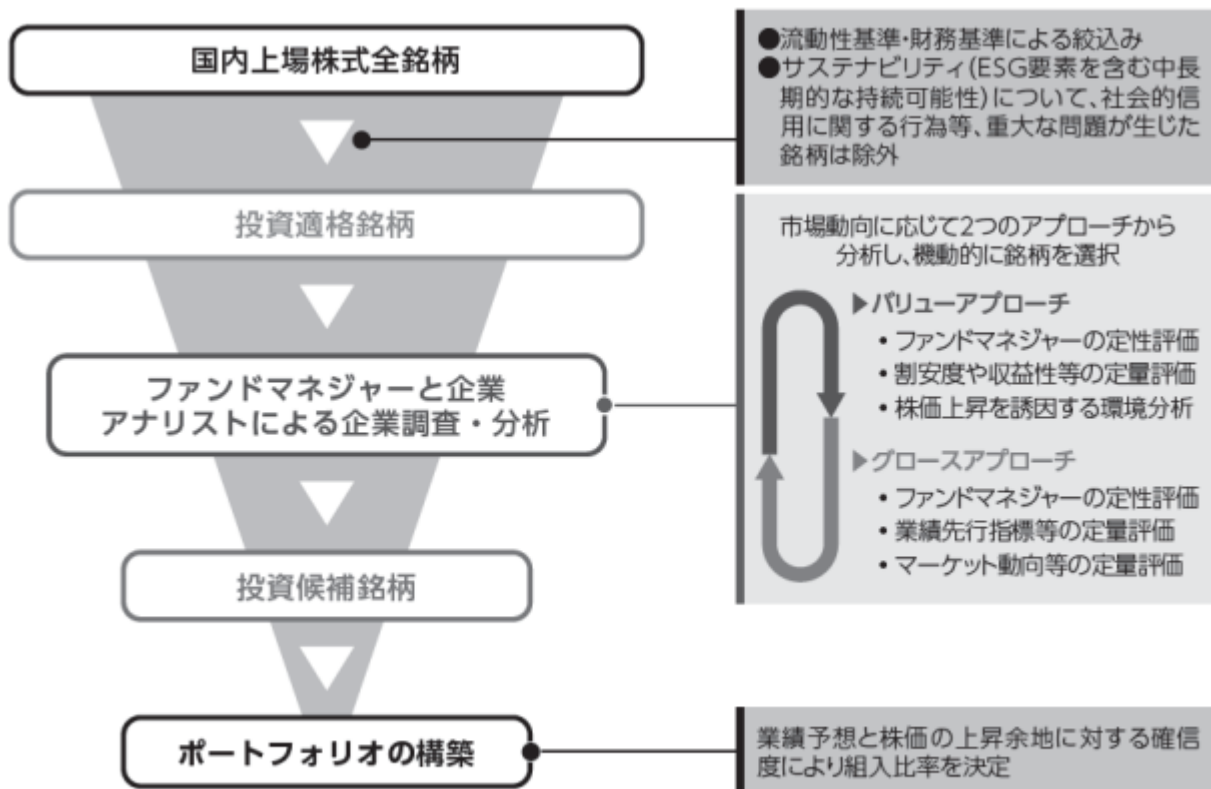 国内上場株式全銘柄
●流動性基準・財務基準による絞込み
●サステナビリティ(ESG要素を含む中長
期的な持続可能性)について、社会的信
用に関する行為等、重大な問題が生じた
銘柄は除外
投資適格銘柄
市場動向に応じて2つのアプローチから
分析し、機動的に銘柄を選択
▶バリューアプローチ
• ファンドマネジャーの定性評価
• 割安度や収益性等の定量評価
• 株価上昇を誘因する環境分析
▶グロースアプローチ
• ファンドマネジャーの定性評価
• 業績先行指標等の定量評価
• マーケット動向等の定量評価
ファンドマネジャーと企業
アナリストによる企業調査・分析
投資候補銘柄
ポートフォリオの構築
業績予想と株価の上昇余地に対する確信
度により組入比率を決定